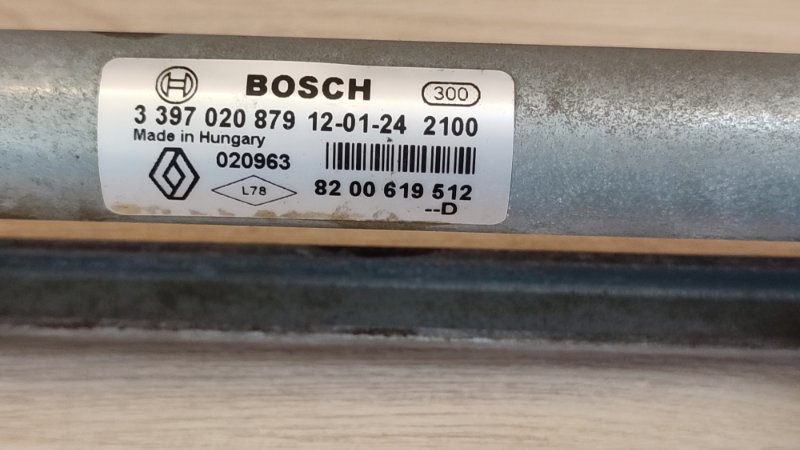 BOSCH 300
3 397 020 879 12-01-24 2100
Made in Hungary
020963
L78 82 00 619 512
--D